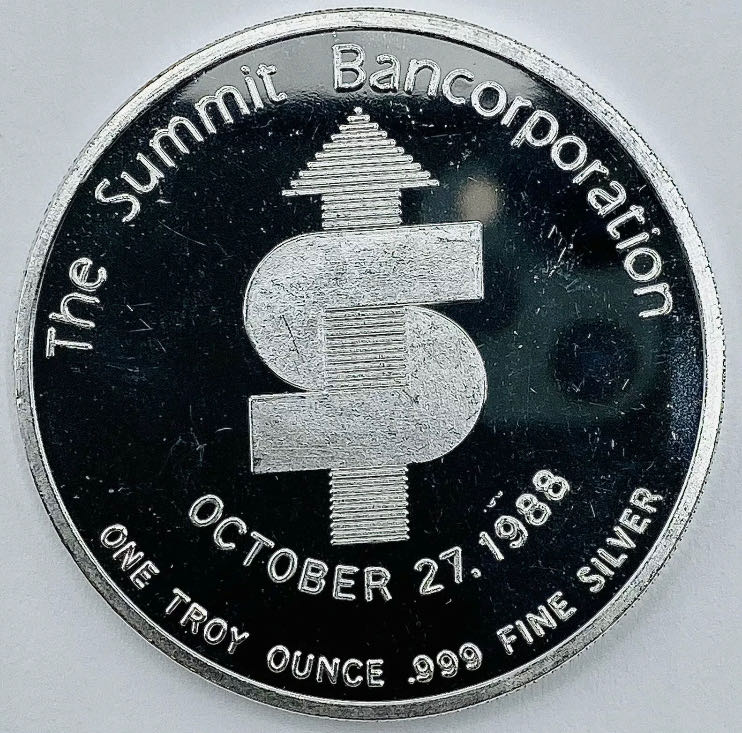 The Summit Bancorporation
OCTOBER 27, 1988
ONE TROY OUNCE .999 FINE SILVER